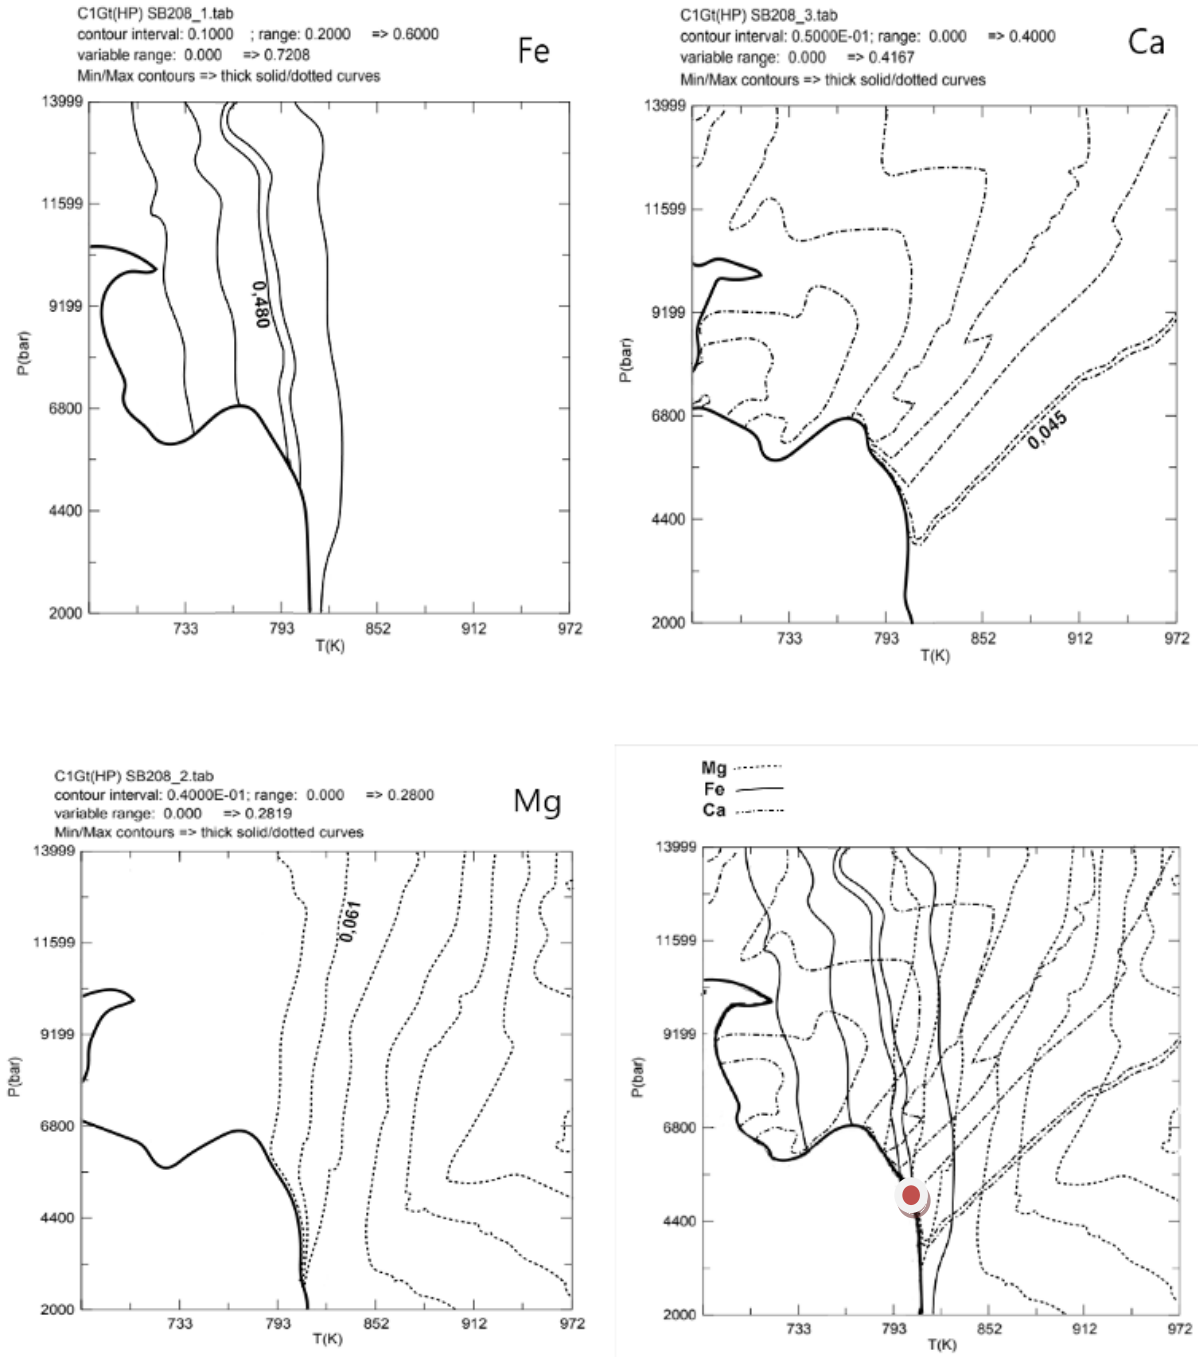 C1Gt(HP) SB208_1.tab
contour interval: 0.1000 ; range: 0.2000 => 0.6000
variable range: 0.000 => 0.7208
Min/Max contours => thick solid/dotted curves
Fe
13999
11599
9199
6800
4400
2000
P(bar)
0,480
733 793 852 912 972
T(K)
C1Gt(HP) SB208_3.tab
contour interval: 0.5000E-01; range: 0.000 => 0.4000
variable range: 0.000 => 0.4167
Min/Max contours => thick solid/dotted curves
Ca
13999
11599
9199
6800
4400
2000
P(bar)
0,045
733 793 852 912 972
T(K)
C1Gt(HP) SB208_2.tab
contour interval: 0.4000E-01; range: 0.000 => 0.2800
variable range: 0.000 => 0.2819
Min/Max contours => thick solid/dotted curves
Mg
13999
11599
9199
6800
4400
2000
P(bar)
0,061
733 793 852 912 972
T(K)
Mg
Fe
Ca
13999
11599
9199
6800
4400
2000
P(bar)
733 793 852 912 972
T(K)